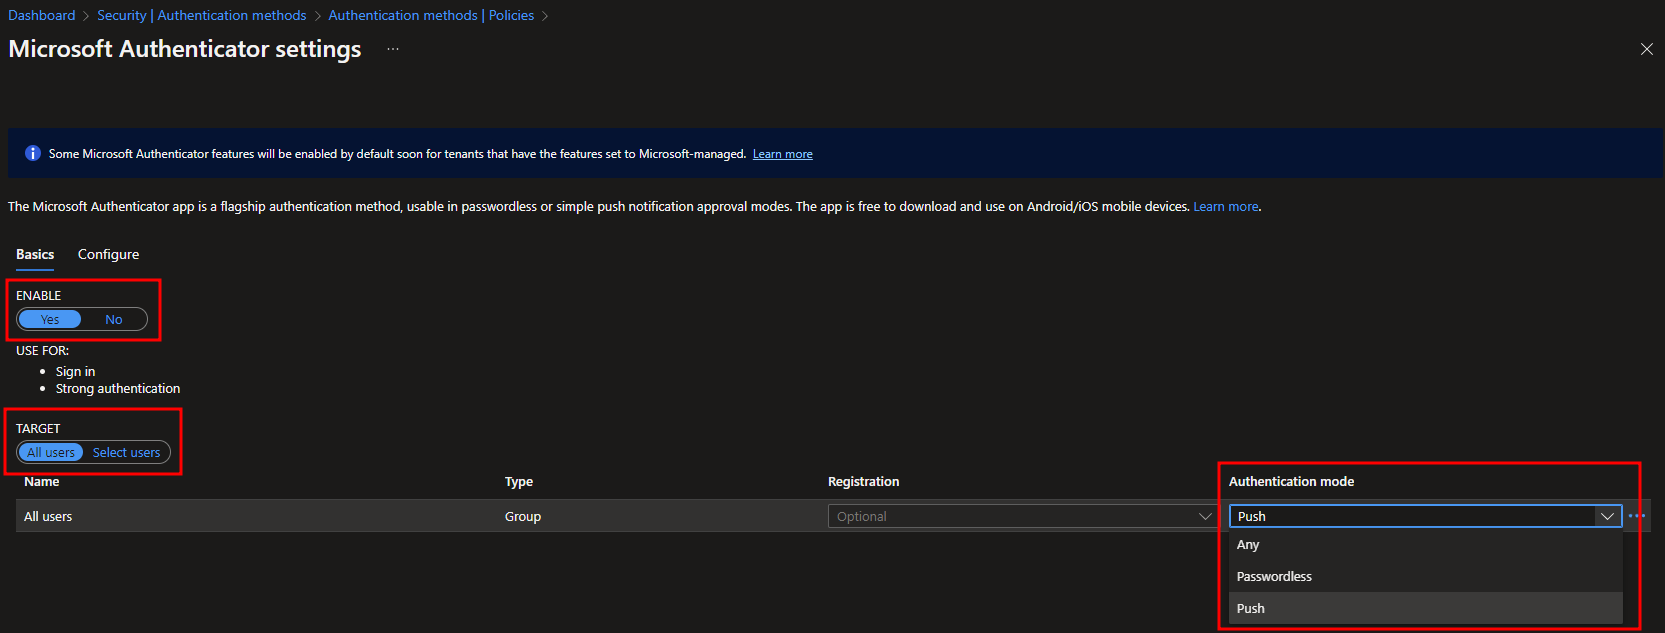 Dashboard > Security | Authentication methods > Authentication methods | Policies >
Microsoft Authenticator settings ...
Some Microsoft Authenticator features will be enabled by default soon for tenants that have the features set to Microsoft-managed. Learn more
The Microsoft Authenticator app is a flagship authentication method, usable in passwordless or simple push notification approval modes. The app is free to download and use on Android/iOS mobile devices. Learn more.
Basics Configure
ENABLE
Yes No
USE FOR:
• Sign in
• Strong authentication
TARGET
All users Select users
Name Type Registration Authentication mode
All users Group Optional Push ...
Any
Passwordless
Push